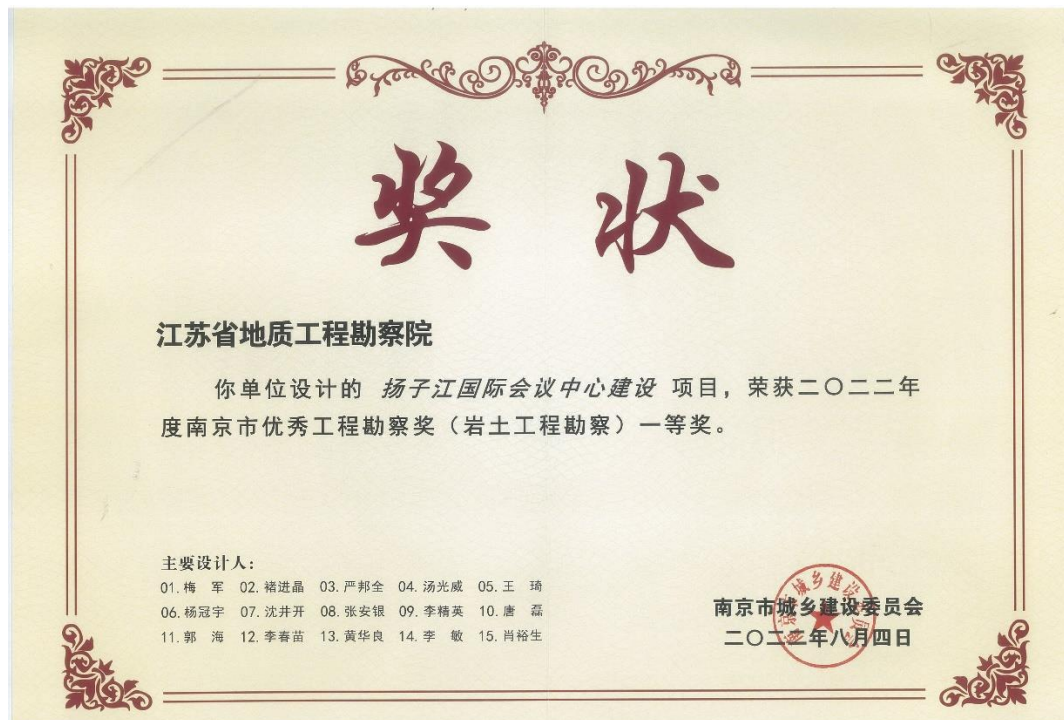 奖 状
江苏省地质工程勘察院
你单位设计的 扬子江国际会议中心建设 项目，荣获二〇二二年
度南京市优秀工程勘察奖（岩土工程勘察）一等奖。
主要设计人：
01.梅 军 02.褚进晶 03.严邦全 04.汤光威 05.王 琦
06.杨冠宇 07.沈井开 08.张安银 09.李精英 10.唐 磊
11.郭 海 12.李春苗 13.黄华良 14.李 敏 15.肖裕生
南京市城乡建设委员会
二〇二二年八月四日